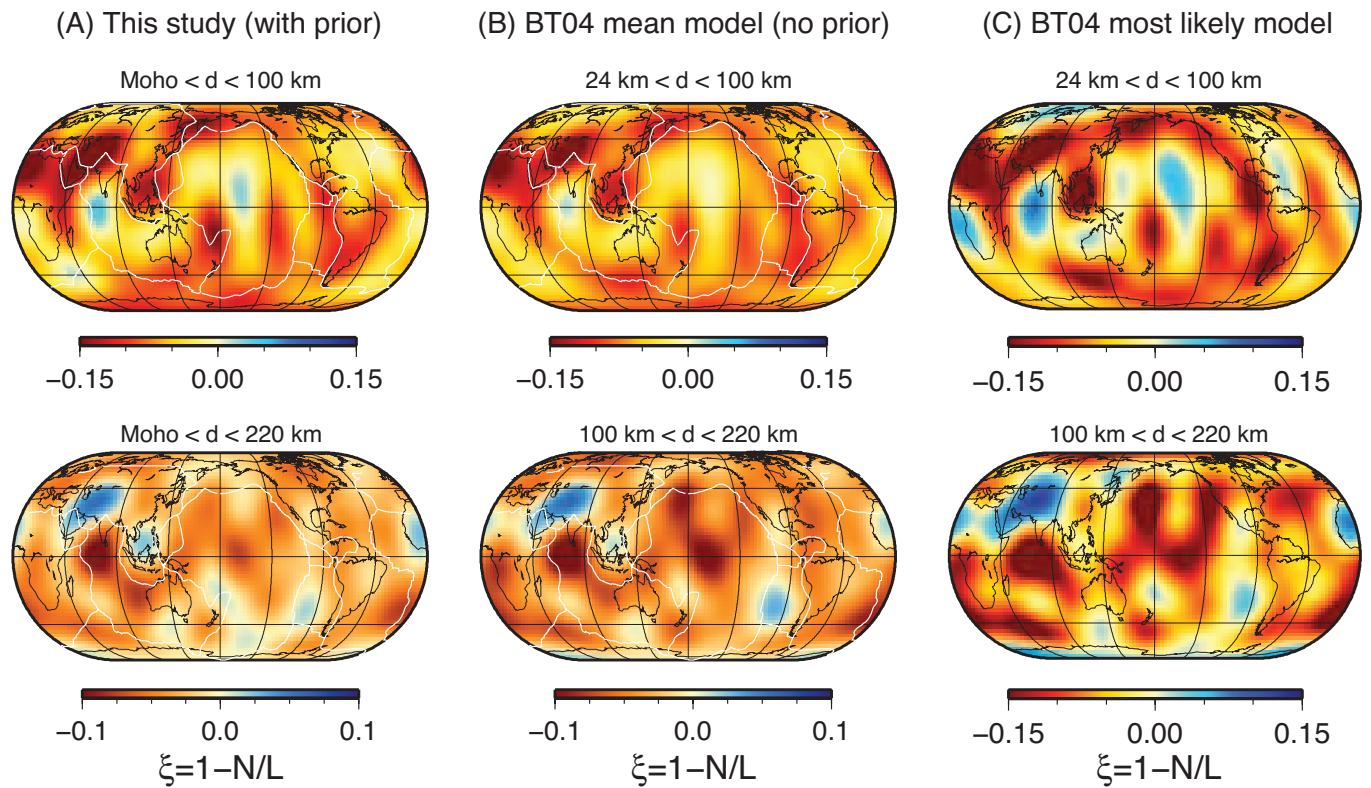 (A) This study (with prior)
(B) BT04 mean model (no prior)
(C) BT04 most likely model
Moho < d < 100 km
24 km < d < 100 km
24 km < d < 100 km
−0.15 0.00 0.15
−0.15 0.00 0.15
−0.15 0.00 0.15
Moho < d < 220 km
100 km < d < 220 km
100 km < d < 220 km
−0.1 0.0 0.1
−0.1 0.0 0.1
−0.15 0.00 0.15
ξ=1−N/L
ξ=1−N/L
ξ=1−N/L